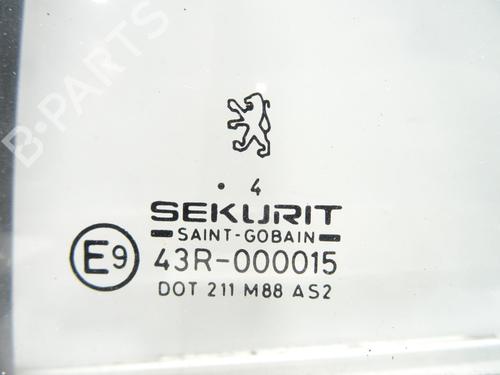 B-PARTS
. 4
SEKURIT
SAINT-GOBAIN
E9 43R-000015
DOT 211 M88 AS2